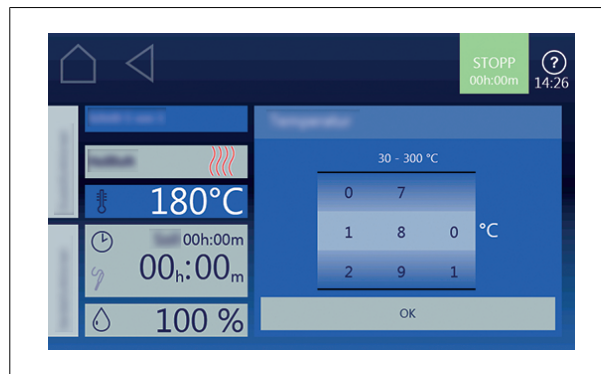 STOPP
00h:00m
?
14:26
Temperatur
180°C
30 - 300 °C
0 7
1 8 0 °C
2 9 1
00h:00m
00h:00m
100 %
OK